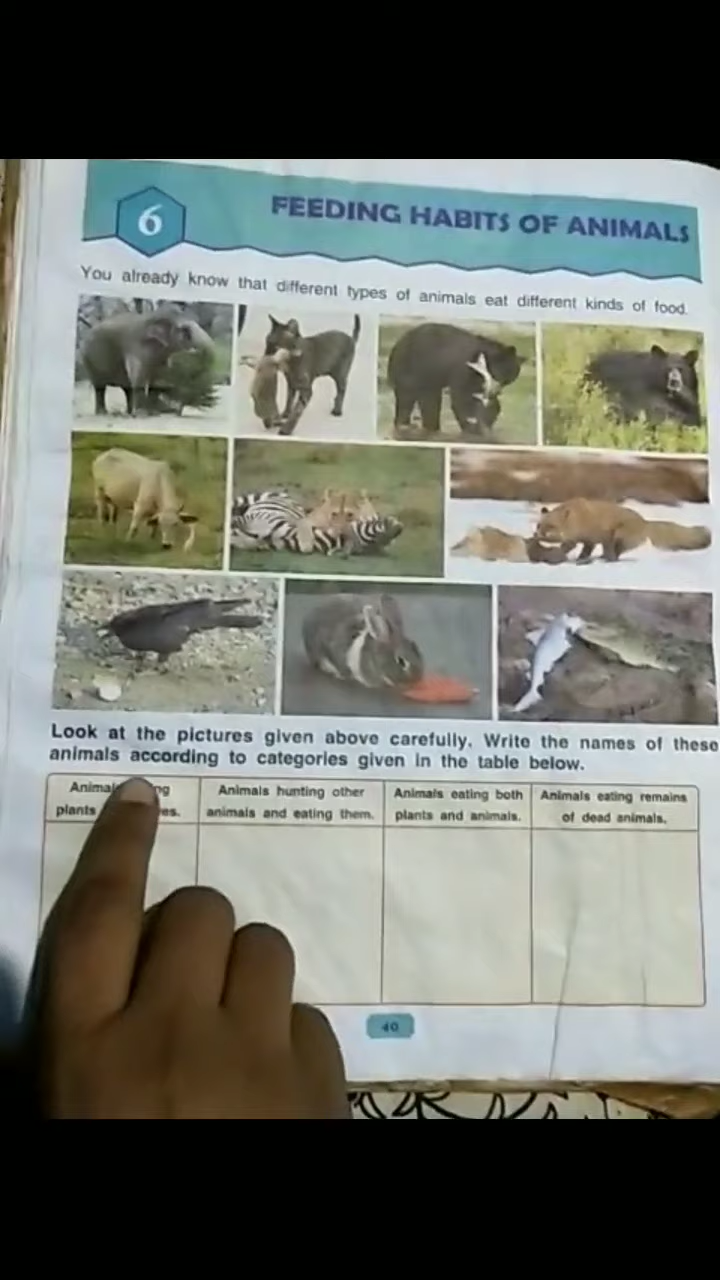 6
FEEDING HABITS OF ANIMALS
You already know that different types of animals eat different kinds of food.
Look at the pictures given above carefully. Write the names of these
animals according to categories given in the table below.
plants
Animals hunting other
animals and eating them.
Animals eating both
plants and animals.
Animals eating remains
of dead animals.
40